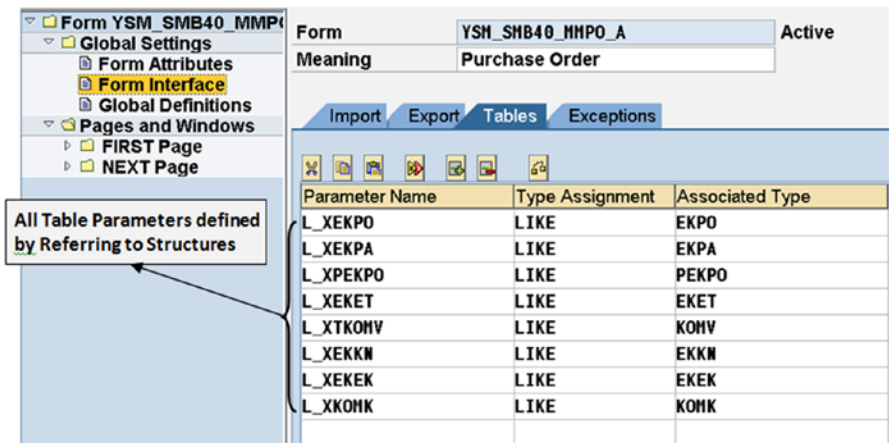 Form YSM_SMB40_MMP
Global Settings
Form Attributes
Form Interface
Global Definitions
Pages and Windows
FIRST Page
NEXT Page
Form YSM_SMB40_MMPO_A Active
Meaning Purchase Order
Import Export Tables Exceptions
Parameter Name Type Assignment Associated Type
L_XEKPO LIKE EKPO
L_XEKPA LIKE EKPA
L_XPEKPO LIKE PEKPO
L_XEKET LIKE EKET
L_XTKOMV LIKE KOMV
L_XEKKN LIKE EKKN
L_XEKEK LIKE EKEK
L_XKOMK LIKE KOMK
All Table Parameters defined
by Referring to Structures